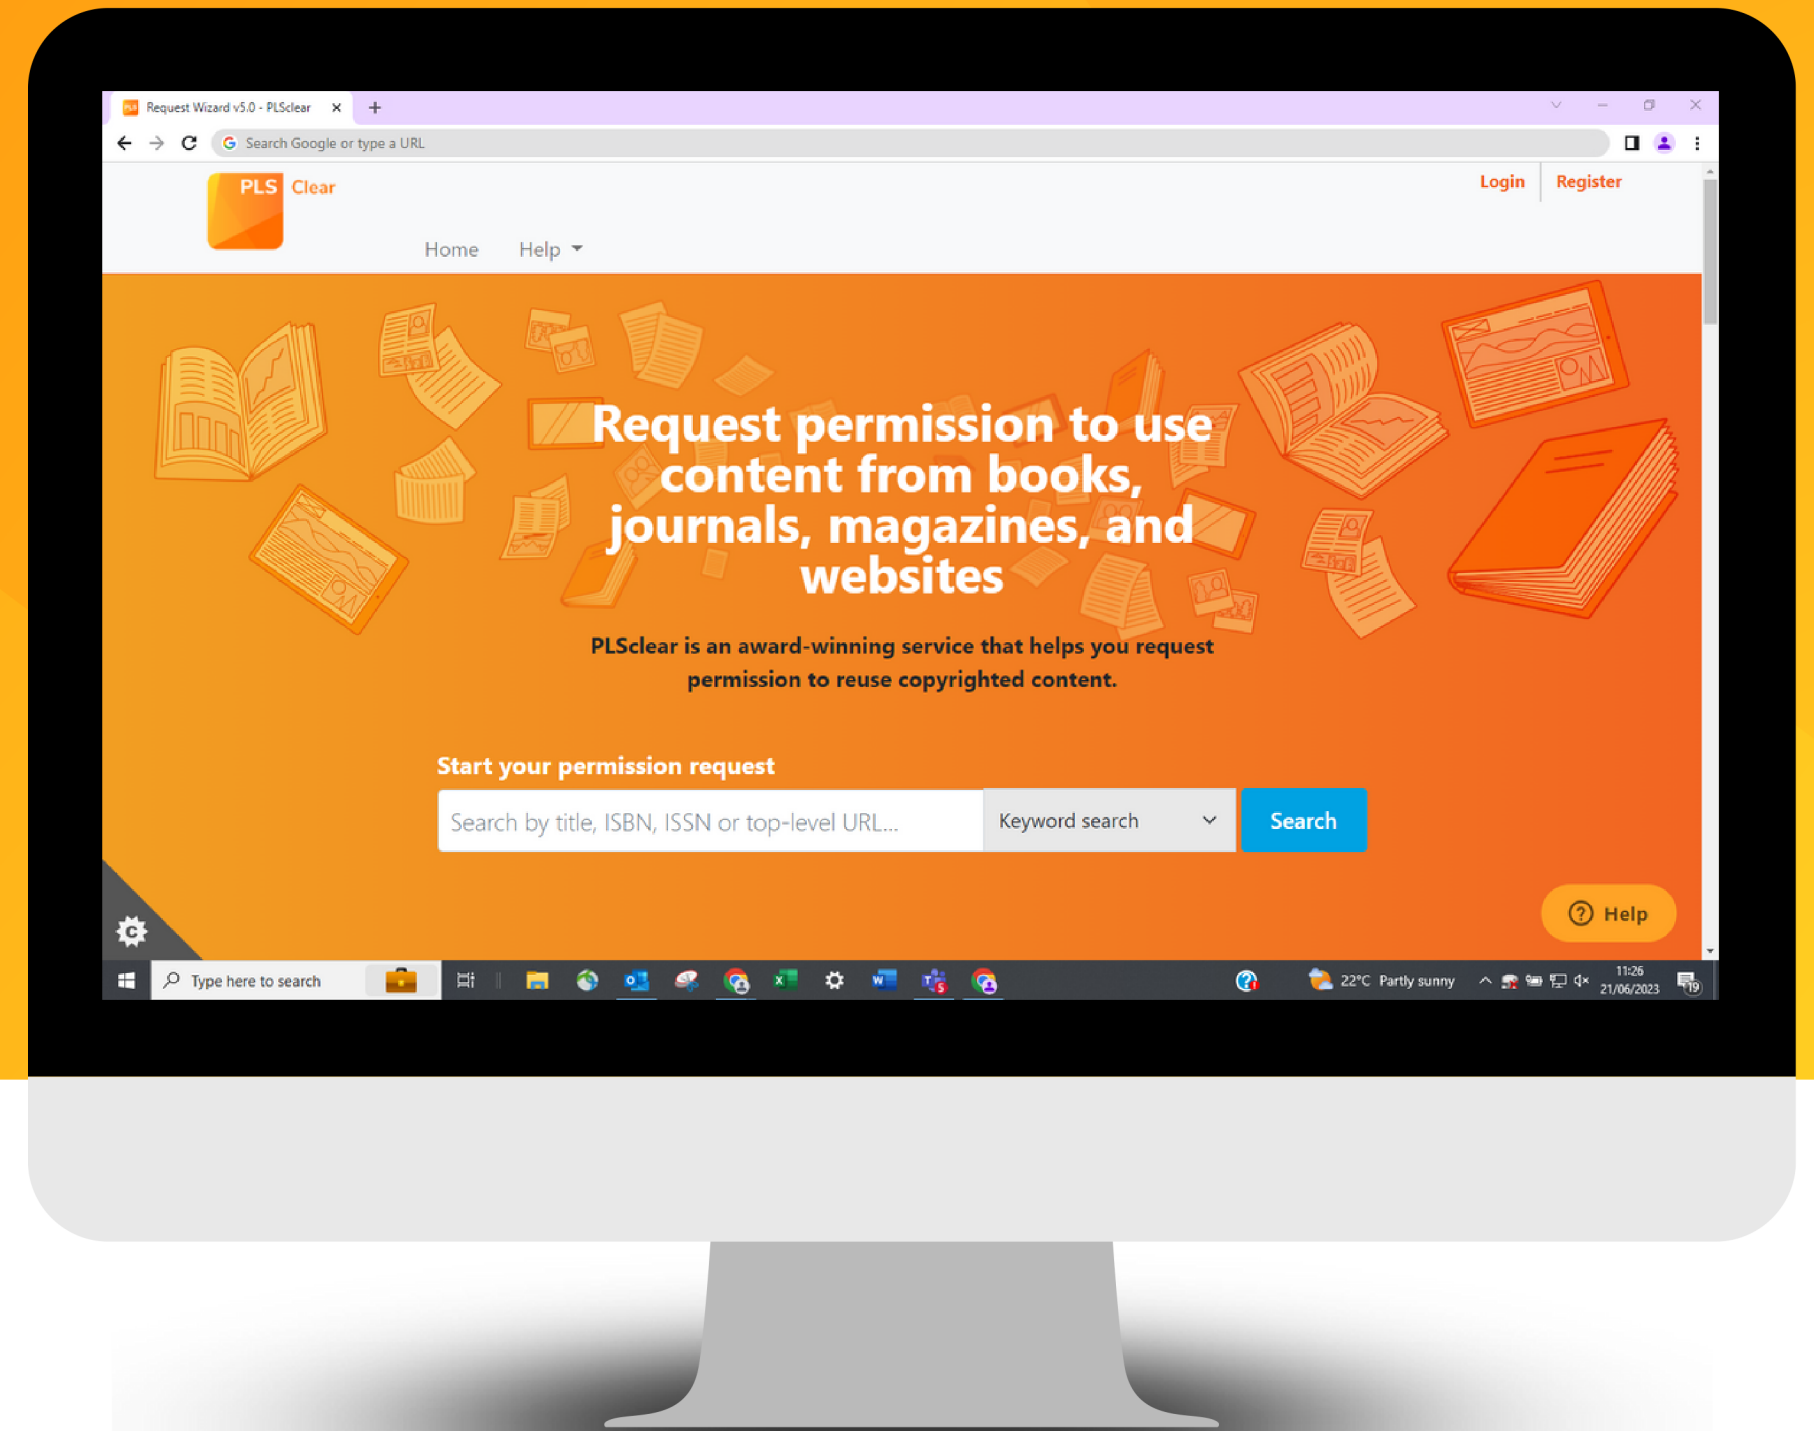 Request Wizard v5.0 - PLSclear
Search Google or type a URL
PLS Clear
Login Register
Home Help
Request permission to use
content from books,
journals, magazines, and
websites
PLSclear is an award-winning service that helps you request
permission to reuse copyrighted content.
Start your permission request
Search by title, ISBN, ISSN or top-level URL...
Keyword search
Search
Help
Type here to search
22°C Partly sunny
11:26
21/06/2023
19